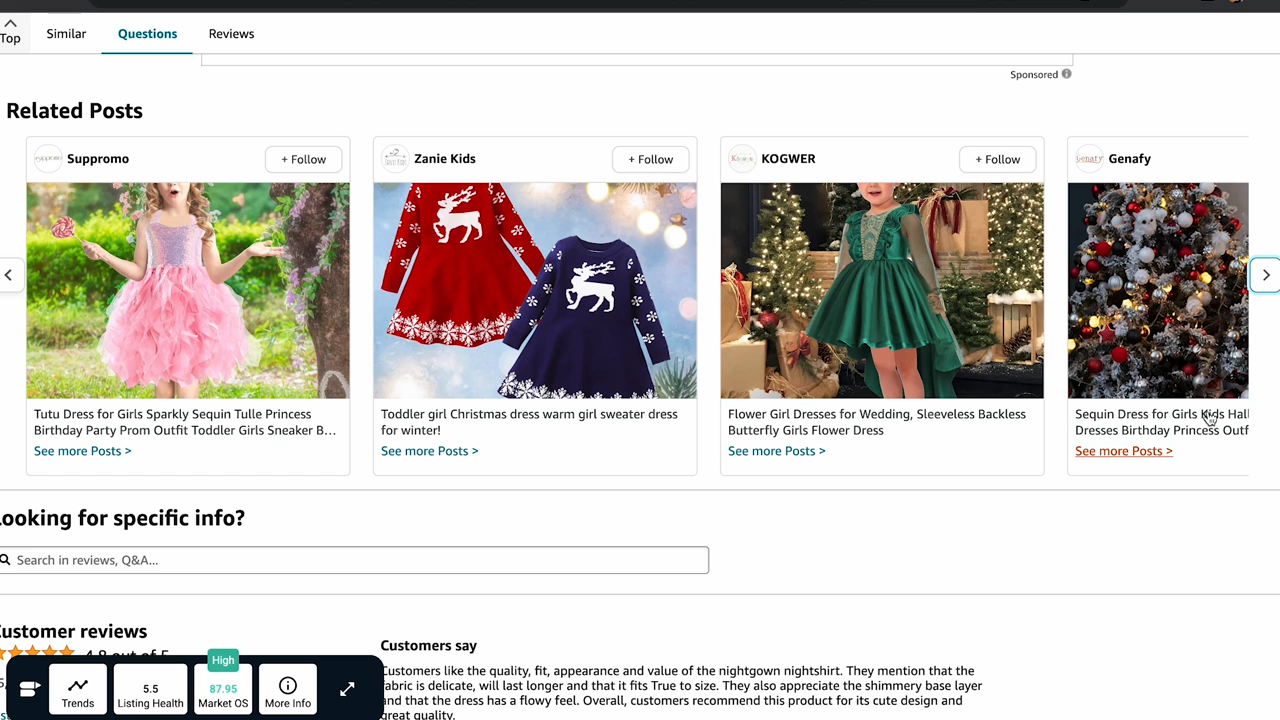 Top
Similar
Questions
Reviews
Sponsored
Related Posts
Suppromo
+ Follow
Zanie Kids
+ Follow
KOGWER
+ Follow
Genafy
Tutu Dress for Girls Sparkly Sequin Tulle Princess
Birthday Party Prom Outfit Toddler Girls Sneaker B...
See more Posts >
Toddler girl Christmas dress warm girl sweater dress
for winter!
See more Posts >
Flower Girl Dresses for Wedding, Sleeveless Backless
Butterfly Girls Flower Dress
See more Posts >
Sequin Dress for Girls Kids Hall
Dresses Birthday Princess Outf
See more Posts >
Looking for specific info?
Search in reviews, Q&A...
Customer reviews
4.8 out of 5
Customers say
Customers like the quality, fit, appearance and value of the nightgown nightshirt. They mention that the
fabric is delicate, will last longer and that it fits True to size. They also appreciate the shimmery base layer
and that the dress has a flowy feel. Overall, customers recommend this product for its cute design and
great quality.
Trends
5.5
Listing Health
High
87.95
Market OS
More Info